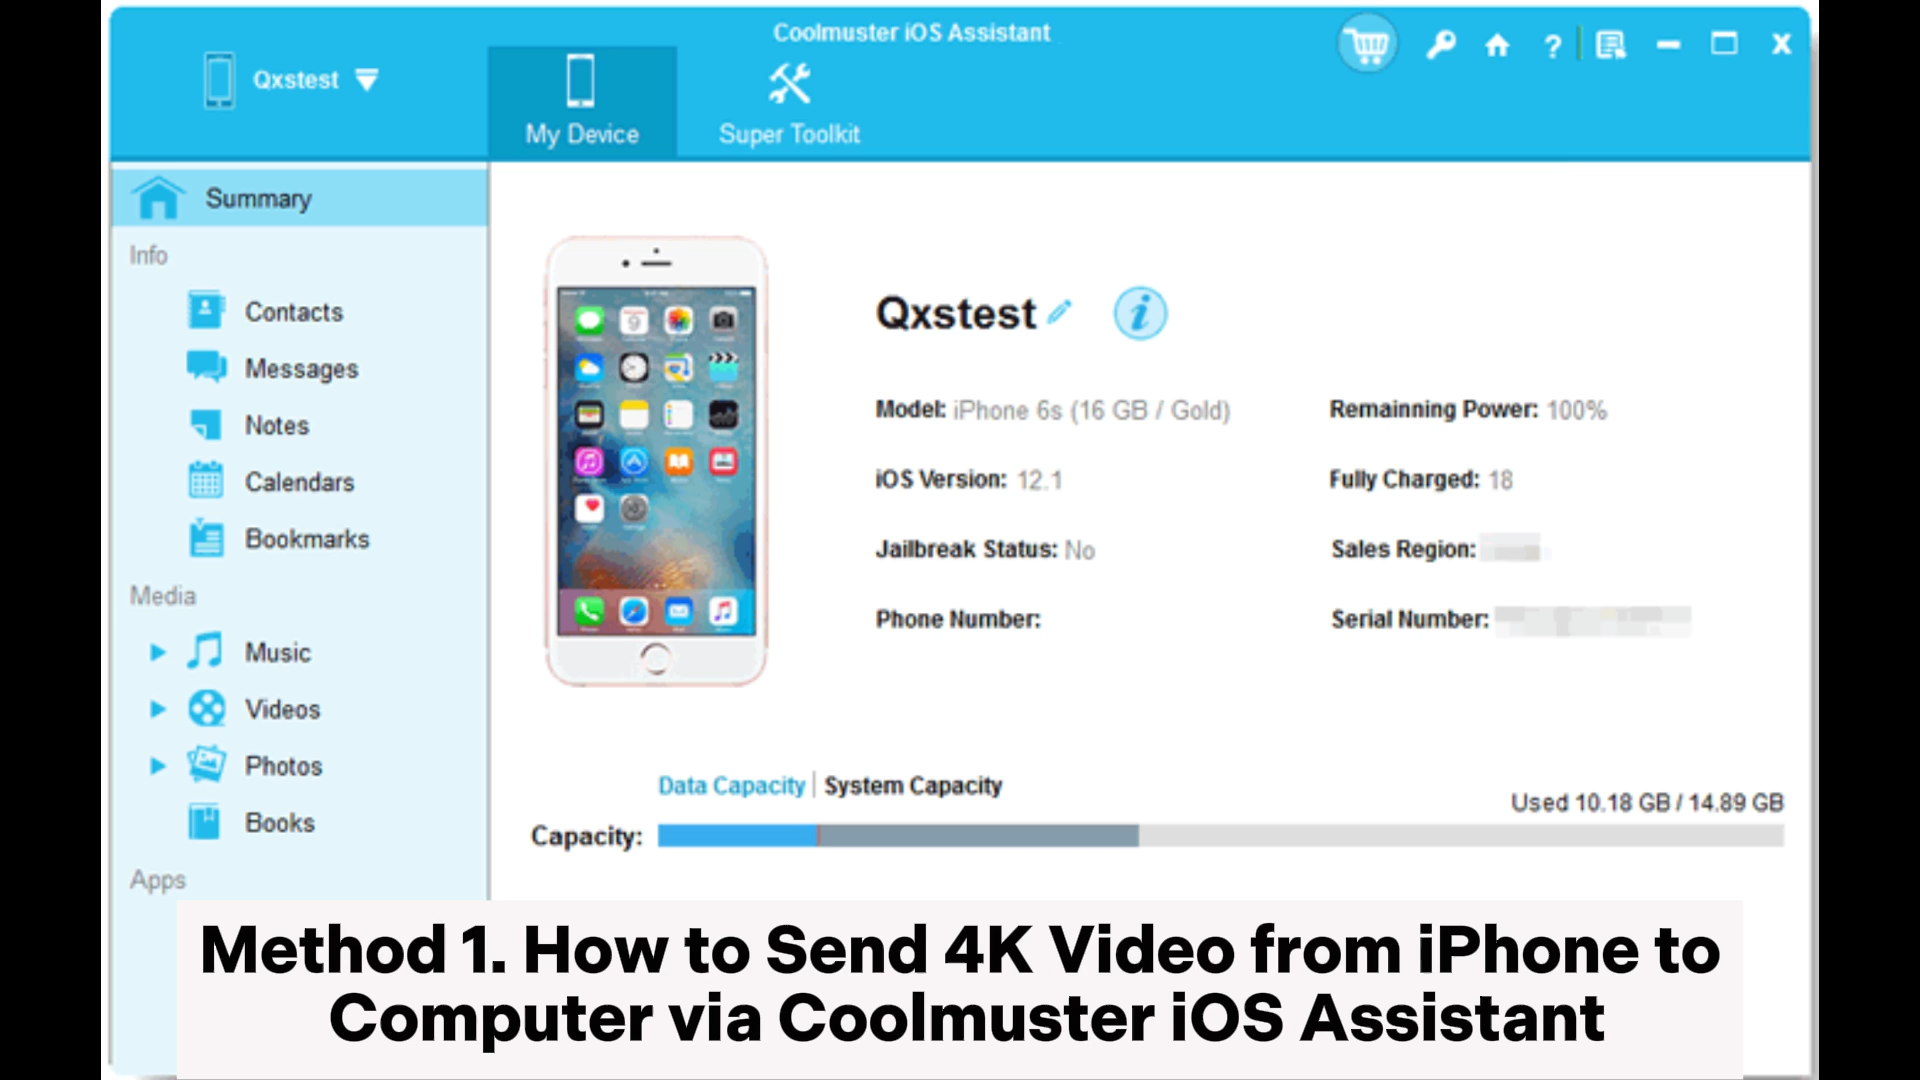 Coolmuster iOS Assistant
Qxstest
My Device
Super Toolkit
Summary
Info
Contacts
Messages
Notes
Calendars
Bookmarks
Media
Music
Videos
Photos
Books
Apps
Qxstest
Model: iPhone 6s (16 GB / Gold)
Remainning Power: 100%
iOS Version: 12.1
Fully Charged: 18
Jailbreak Status: No
Sales Region:
Phone Number:
Serial Number:
Data Capacity | System Capacity
Used 10.18 GB / 14.89 GB
Capacity:
Method 1. How to Send 4K Video from iPhone to
Computer via Coolmuster iOS Assistant